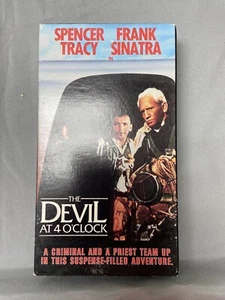 SPENCER FRANK
TRACY SINATRA
IN
THE
DEVIL
AT 4 O'CLOCK
A CRIMINAL AND A PRIEST TEAM UP
IN THIS SUSPENSE-FILLED ADVENTURE.